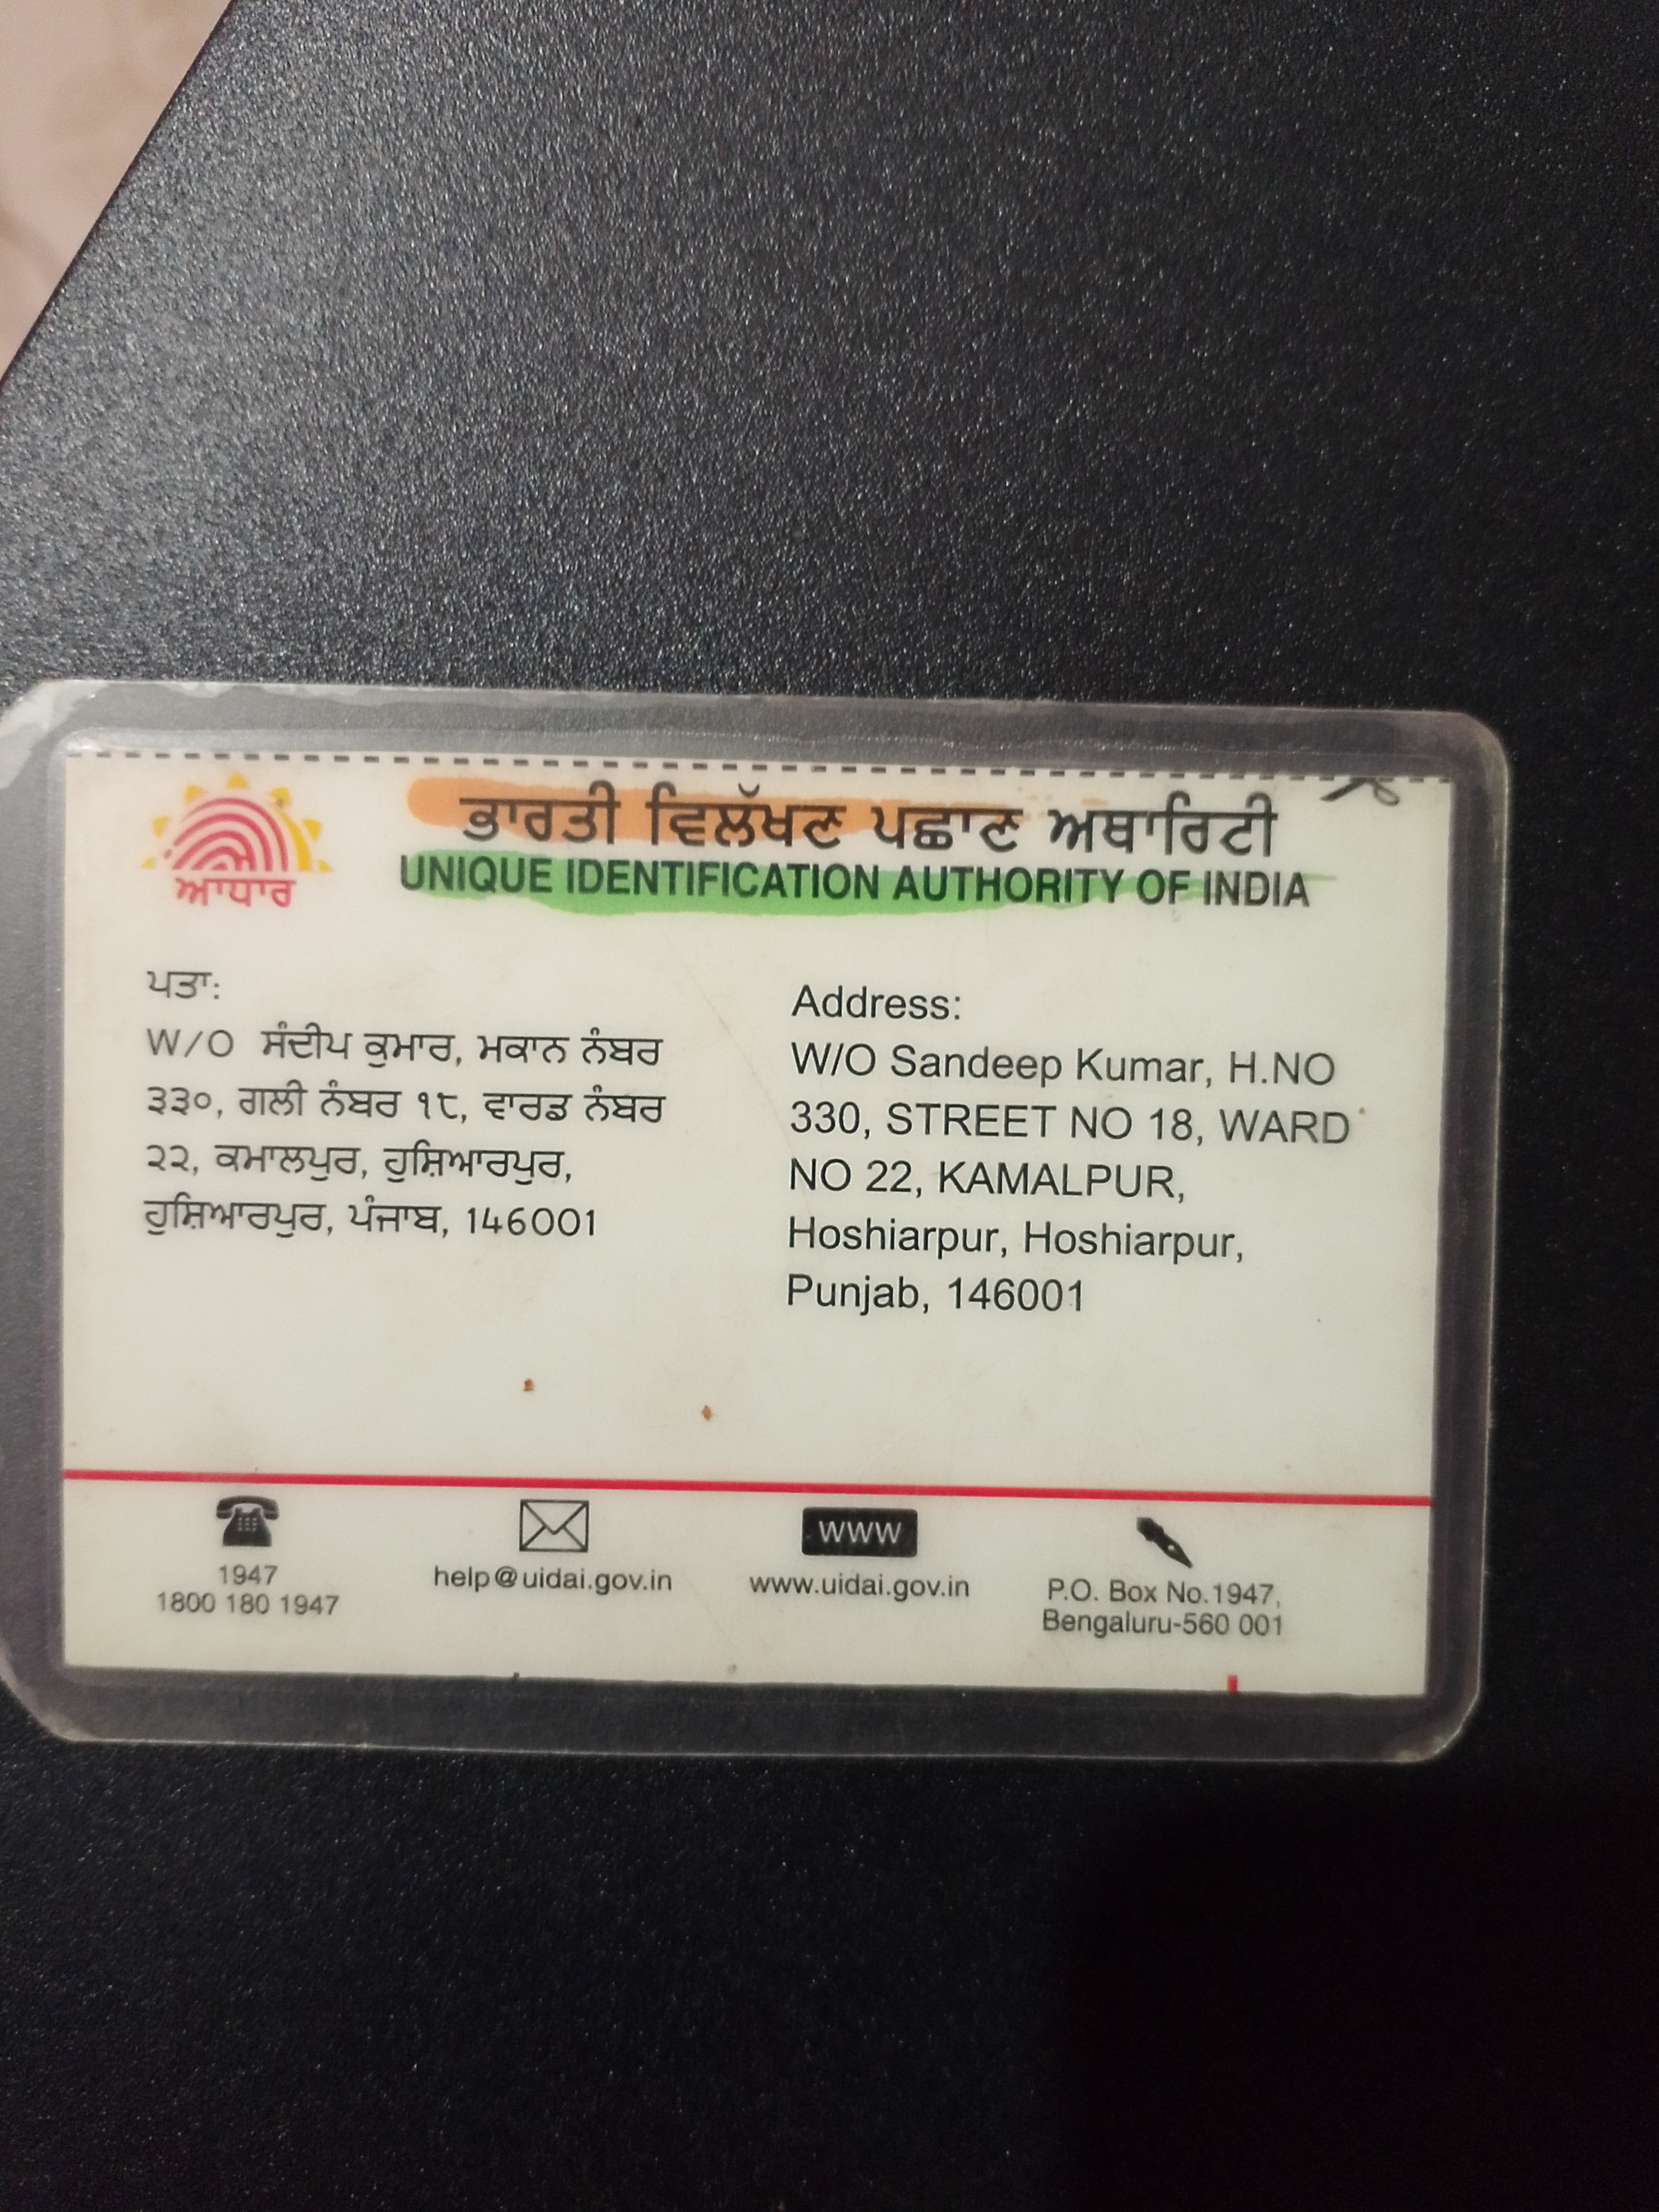 ਆਧਾਰ
ਭਾਰਤੀ ਵਿਲੱਖਣ ਪਛਾਣ ਅਥਾਰਿਟੀ
UNIQUE IDENTIFICATION AUTHORITY OF INDIA
ਪਤਾ:
W/O ਸੰਦੀਪ ਕੁਮਾਰ, ਮਕਾਨ ਨੰਬਰ
੩੩੦, ਗਲੀ ਨੰਬਰ ੧੮, ਵਾਰਡ ਨੰਬਰ
੨੨, ਕਮਾਲਪੁਰ, ਹੁਸ਼ਿਆਰਪੁਰ,
ਹੁਸ਼ਿਆਰਪੁਰ, ਪੰਜਾਬ, 146001
Address:
W/O Sandeep Kumar, H.NO
330, STREET NO 18, WARD
NO 22, KAMALPUR,
Hoshiarpur, Hoshiarpur,
Punjab, 146001
1947
1800 180 1947
help@uidai.gov.in
WWW
www.uidai.gov.in
P.O. Box No.1947,
Bengaluru-560 001